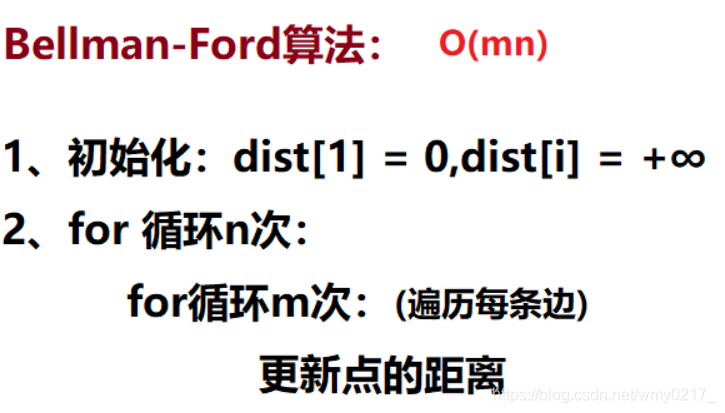 Bellman-Ford算法： O(mn)
1、初始化：dist[1] = 0,dist[i] = +∞
2、for 循环n次：
for循环m次：(遍历每条边)
更新点的距离
https://blog.csdn.net/wmy0217_